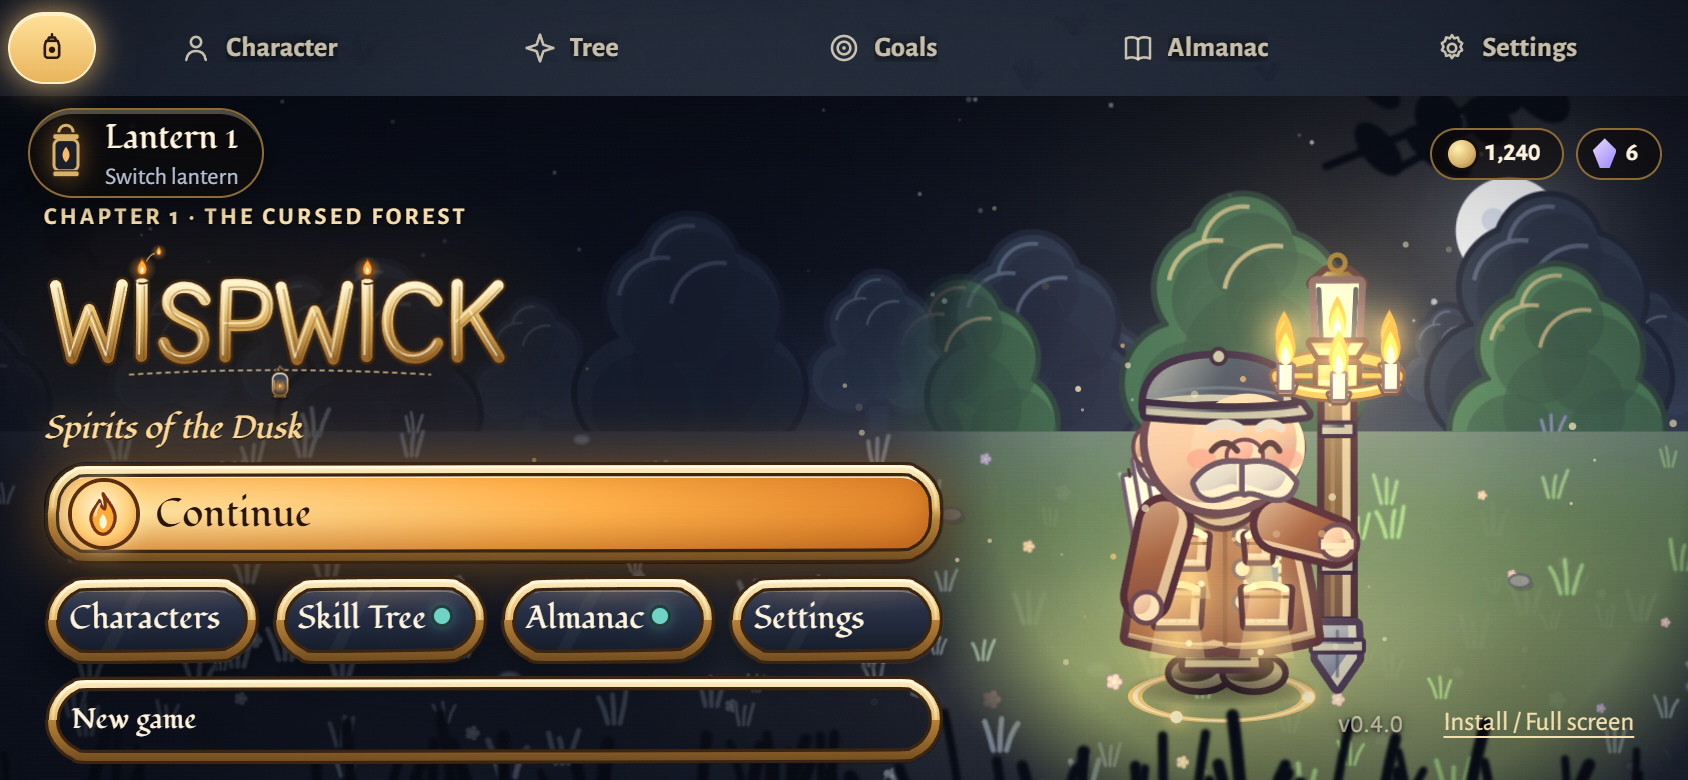 Character
Tree
Goals
Almanac
Settings
Lantern 1
Switch lantern
1,240
6
CHAPTER 1 · THE CURSED FOREST
WiSPWiCK
Spirits of the Dusk
Continue
Characters
Skill Tree
Almanac
Settings
New game
v0.4.0
Install / Full screen